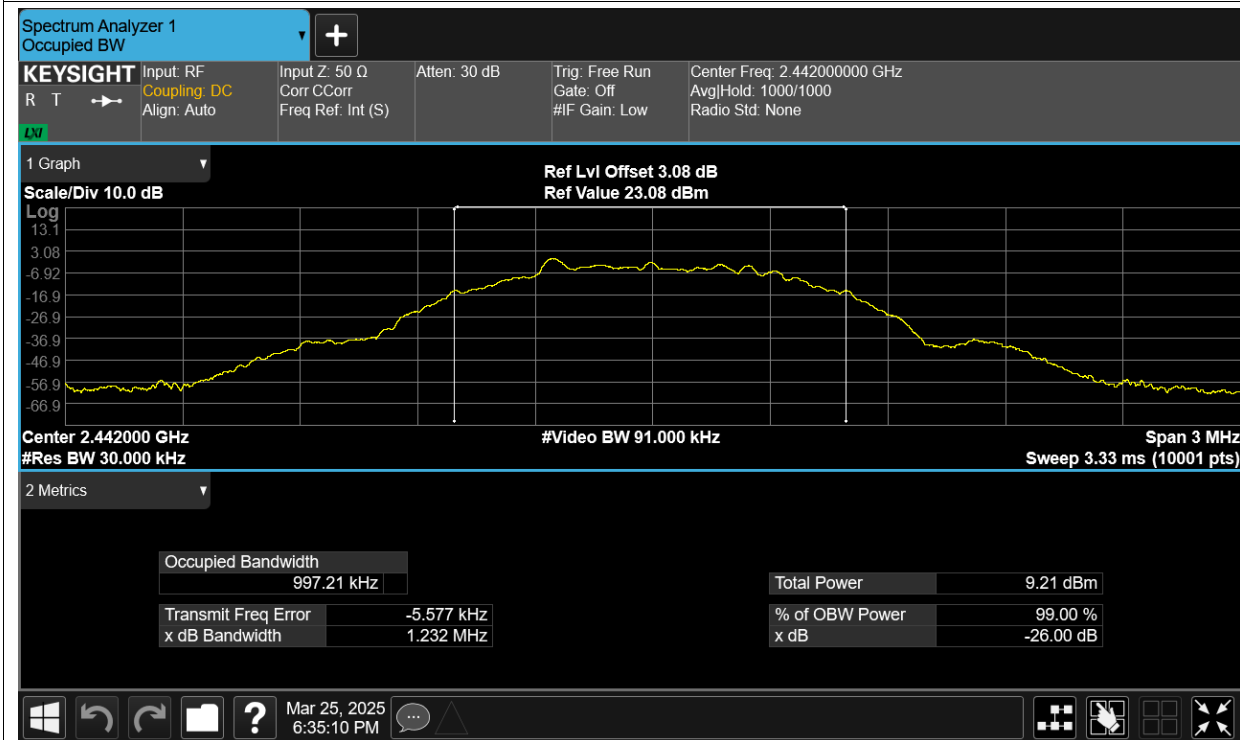 Spectrum Analyzer 1
Occupied BW
KEYSIGHT
R T
LXI
Input: RF
Coupling: DC
Align: Auto
Input Z: 50 Ω
Corr CCorr
Freq Ref: Int (S)
Atten: 30 dB
Trig: Free Run
Gate: Off
#IF Gain: Low
Center Freq: 2.442000000 GHz
Avg|Hold: 1000/1000
Radio Std: None
1 Graph
Scale/Div 10.0 dB
Ref Lvl Offset 3.08 dB
Ref Value 23.08 dBm
Log
13.1
3.08
-6.92
-16.9
-26.9
-36.9
-46.9
-56.9
-66.9
Center 2.442000 GHz
#Res BW 30.000 kHz
#Video BW 91.000 kHz
Span 3 MHz
Sweep 3.33 ms (10001 pts)
2 Metrics
Occupied Bandwidth
997.21 kHz
Transmit Freq Error -5.577 kHz
x dB Bandwidth 1.232 MHz
Total Power 9.21 dBm
% of OBW Power 99.00 %
x dB -26.00 dB
?
Mar 25, 2025
6:35:10 PM